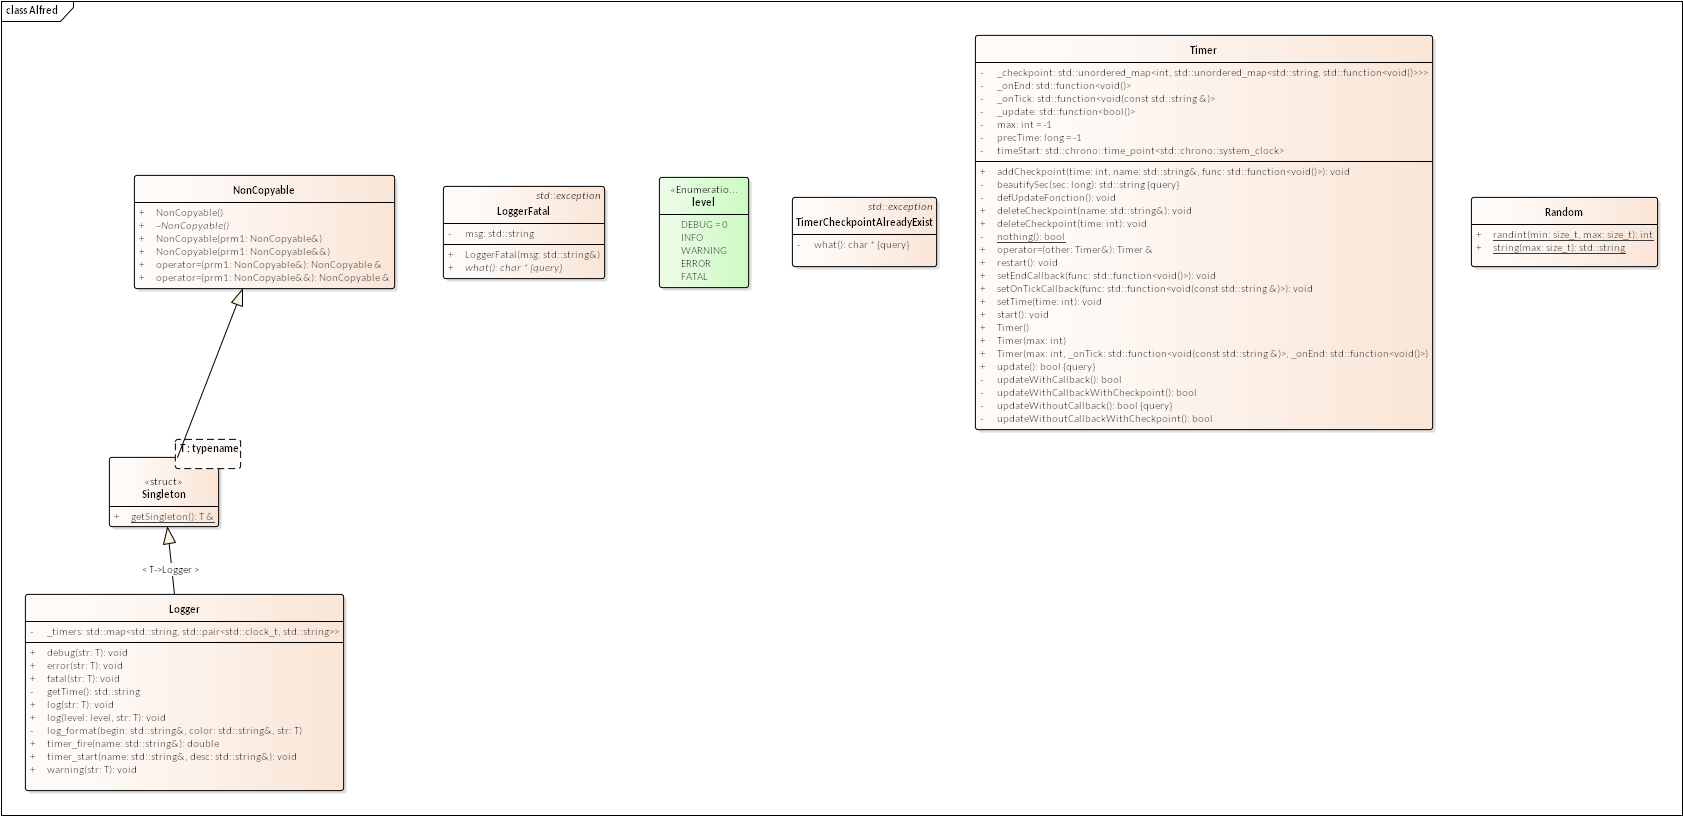 class Alfred
NonCopyable
+ NonCopyable()
+ ~NonCopyable()
+ NonCopyable(prm1: NonCopyable&)
+ NonCopyable(prm1: NonCopyable&&)
+ operator=(prm1: NonCopyable&): NonCopyable &
+ operator=(prm1: NonCopyable&&): NonCopyable &
std::exception
LoggerFatal
- msg: std::string
+ LoggerFatal(msg: std::string&)
+ what(): char * {query}
«Enumeratio...
level
DEBUG = 0
INFO
WARNING
ERROR
FATAL
std::exception
TimerCheckpointAlreadyExist
- what(): char * {query}
Timer
- _checkpoint: std::unordered_map<int, std::unordered_map<std::string, std::function<void()>>>
- _onEnd: std::function<void()>
- _onTick: std::function<void(const std::string &)>
- _update: std::function<bool()>
- max: int = -1
- precTime: long = -1
- timeStart: std::chrono::time_point<std::chrono::system_clock>
+ addCheckpoint(time: int, name: std::string&, func: std::function<void()>): void
- beautifySec(sec: long): std::string {query}
- defUpdateFonction(): void
+ deleteCheckpoint(name: std::string&): void
+ deleteCheckpoint(time: int): void
- nothing(): bool
+ operator=(other: Timer&): Timer &
+ restart(): void
+ setEndCallback(func: std::function<void()>): void
+ setOnTickCallback(func: std::function<void(const std::string &)>): void
+ setTime(time: int): void
+ start(): void
+ Timer()
+ Timer(max: int)
+ Timer(max: int, _onTick: std::function<void(const std::string &)>, _onEnd: std::function<void()>)
+ update(): bool {query}
- updateWithCallback(): bool
- updateWithCallbackWithCheckpoint(): bool
- updateWithoutCallback(): bool {query}
- updateWithoutCallbackWithCheckpoint(): bool
Random
+ randint(min: size_t, max: size_t): int
+ string(max: size_t): std::string
T : typename
«struct»
Singleton
+ getSingleton(): T &
< T->Logger >
Logger
- _timers: std::map<std::string, std::pair<std::clock_t, std::string>>
+ debug(str: T): void
+ error(str: T): void
+ fatal(str: T): void
- getTime(): std::string
+ log(str: T): void
+ log(level: level, str: T): void
- log_format(begin: std::string&, color: std::string&, str: T)
+ timer_fire(name: std::string&): double
+ timer_start(name: std::string&, desc: std::string&): void
+ warning(str: T): void